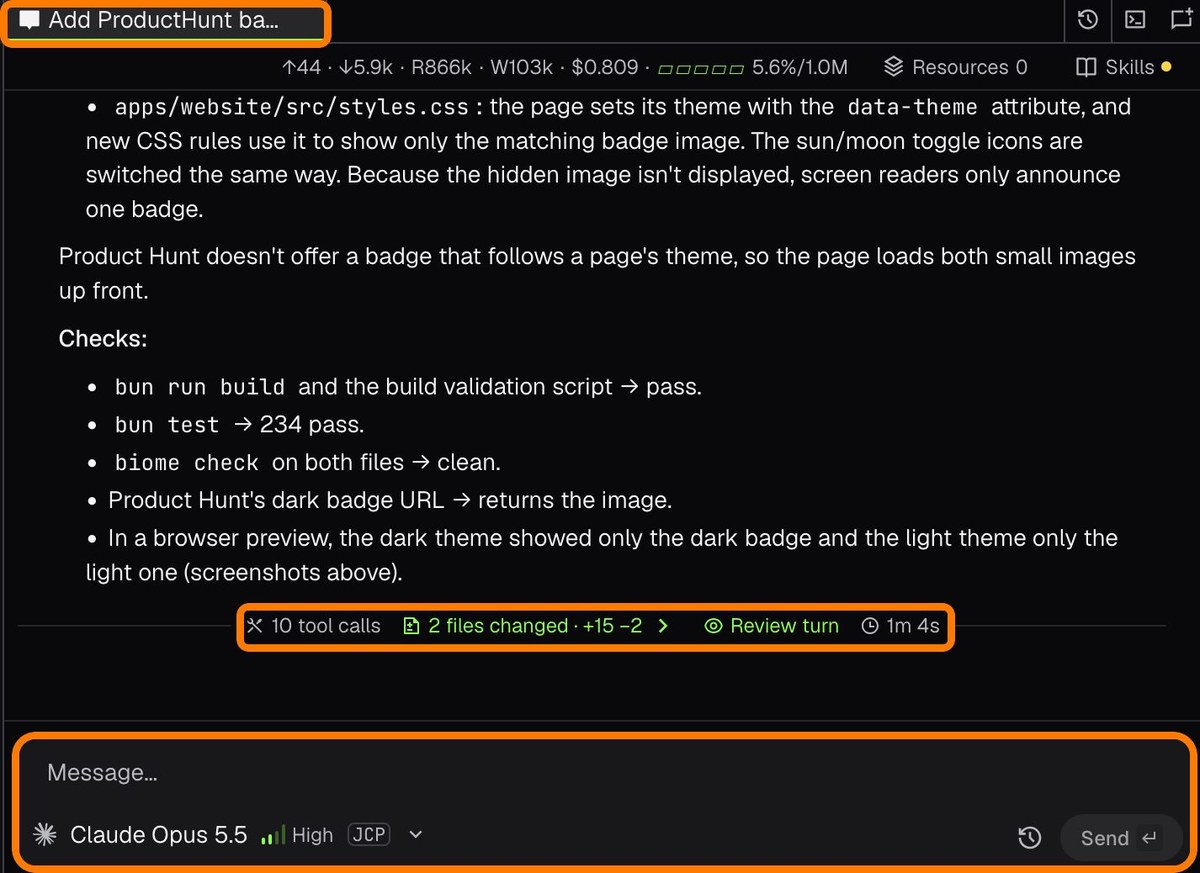 Add ProductHunt ba...
↑44 · ↓5.9k · R866k · W103k · $0.809 · 5.6%/1.0M Resources 0 Skills
• apps/website/src/styles.css: the page sets its theme with the data-theme attribute, and
new CSS rules use it to show only the matching badge image. The sun/moon toggle icons are
switched the same way. Because the hidden image isn't displayed, screen readers only announce
one badge.
Product Hunt doesn't offer a badge that follows a page's theme, so the page loads both small images
up front.
Checks:
• bun run build and the build validation script → pass.
• bun test → 234 pass.
• biome check on both files → clean.
• Product Hunt's dark badge URL → returns the image.
• In a browser preview, the dark theme showed only the dark badge and the light theme only the
light one (screenshots above).
10 tool calls 2 files changed · +15 −2 Review turn 1m 4s
Message...
Claude Opus 5.5 High JCP Send